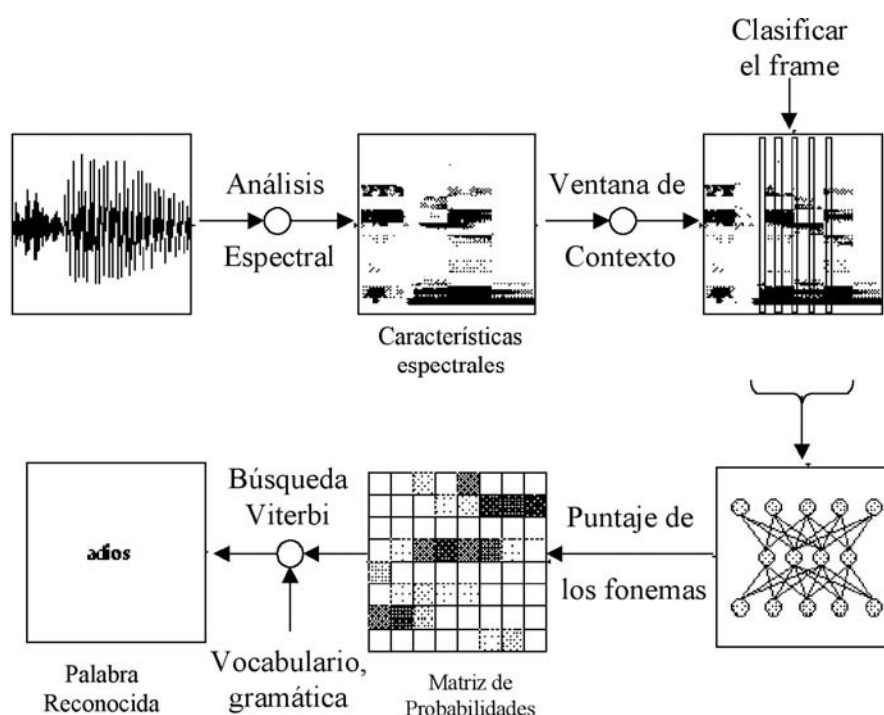 Clasificar
el frame
Análisis
Espectral
Ventana de
Contexto
Características
espectrales
Búsqueda
Viterbi
Puntaje de
los fonemas
adios
Vocabulario,
gramática
Palabra
Reconocida
Matriz de
Probabilidades